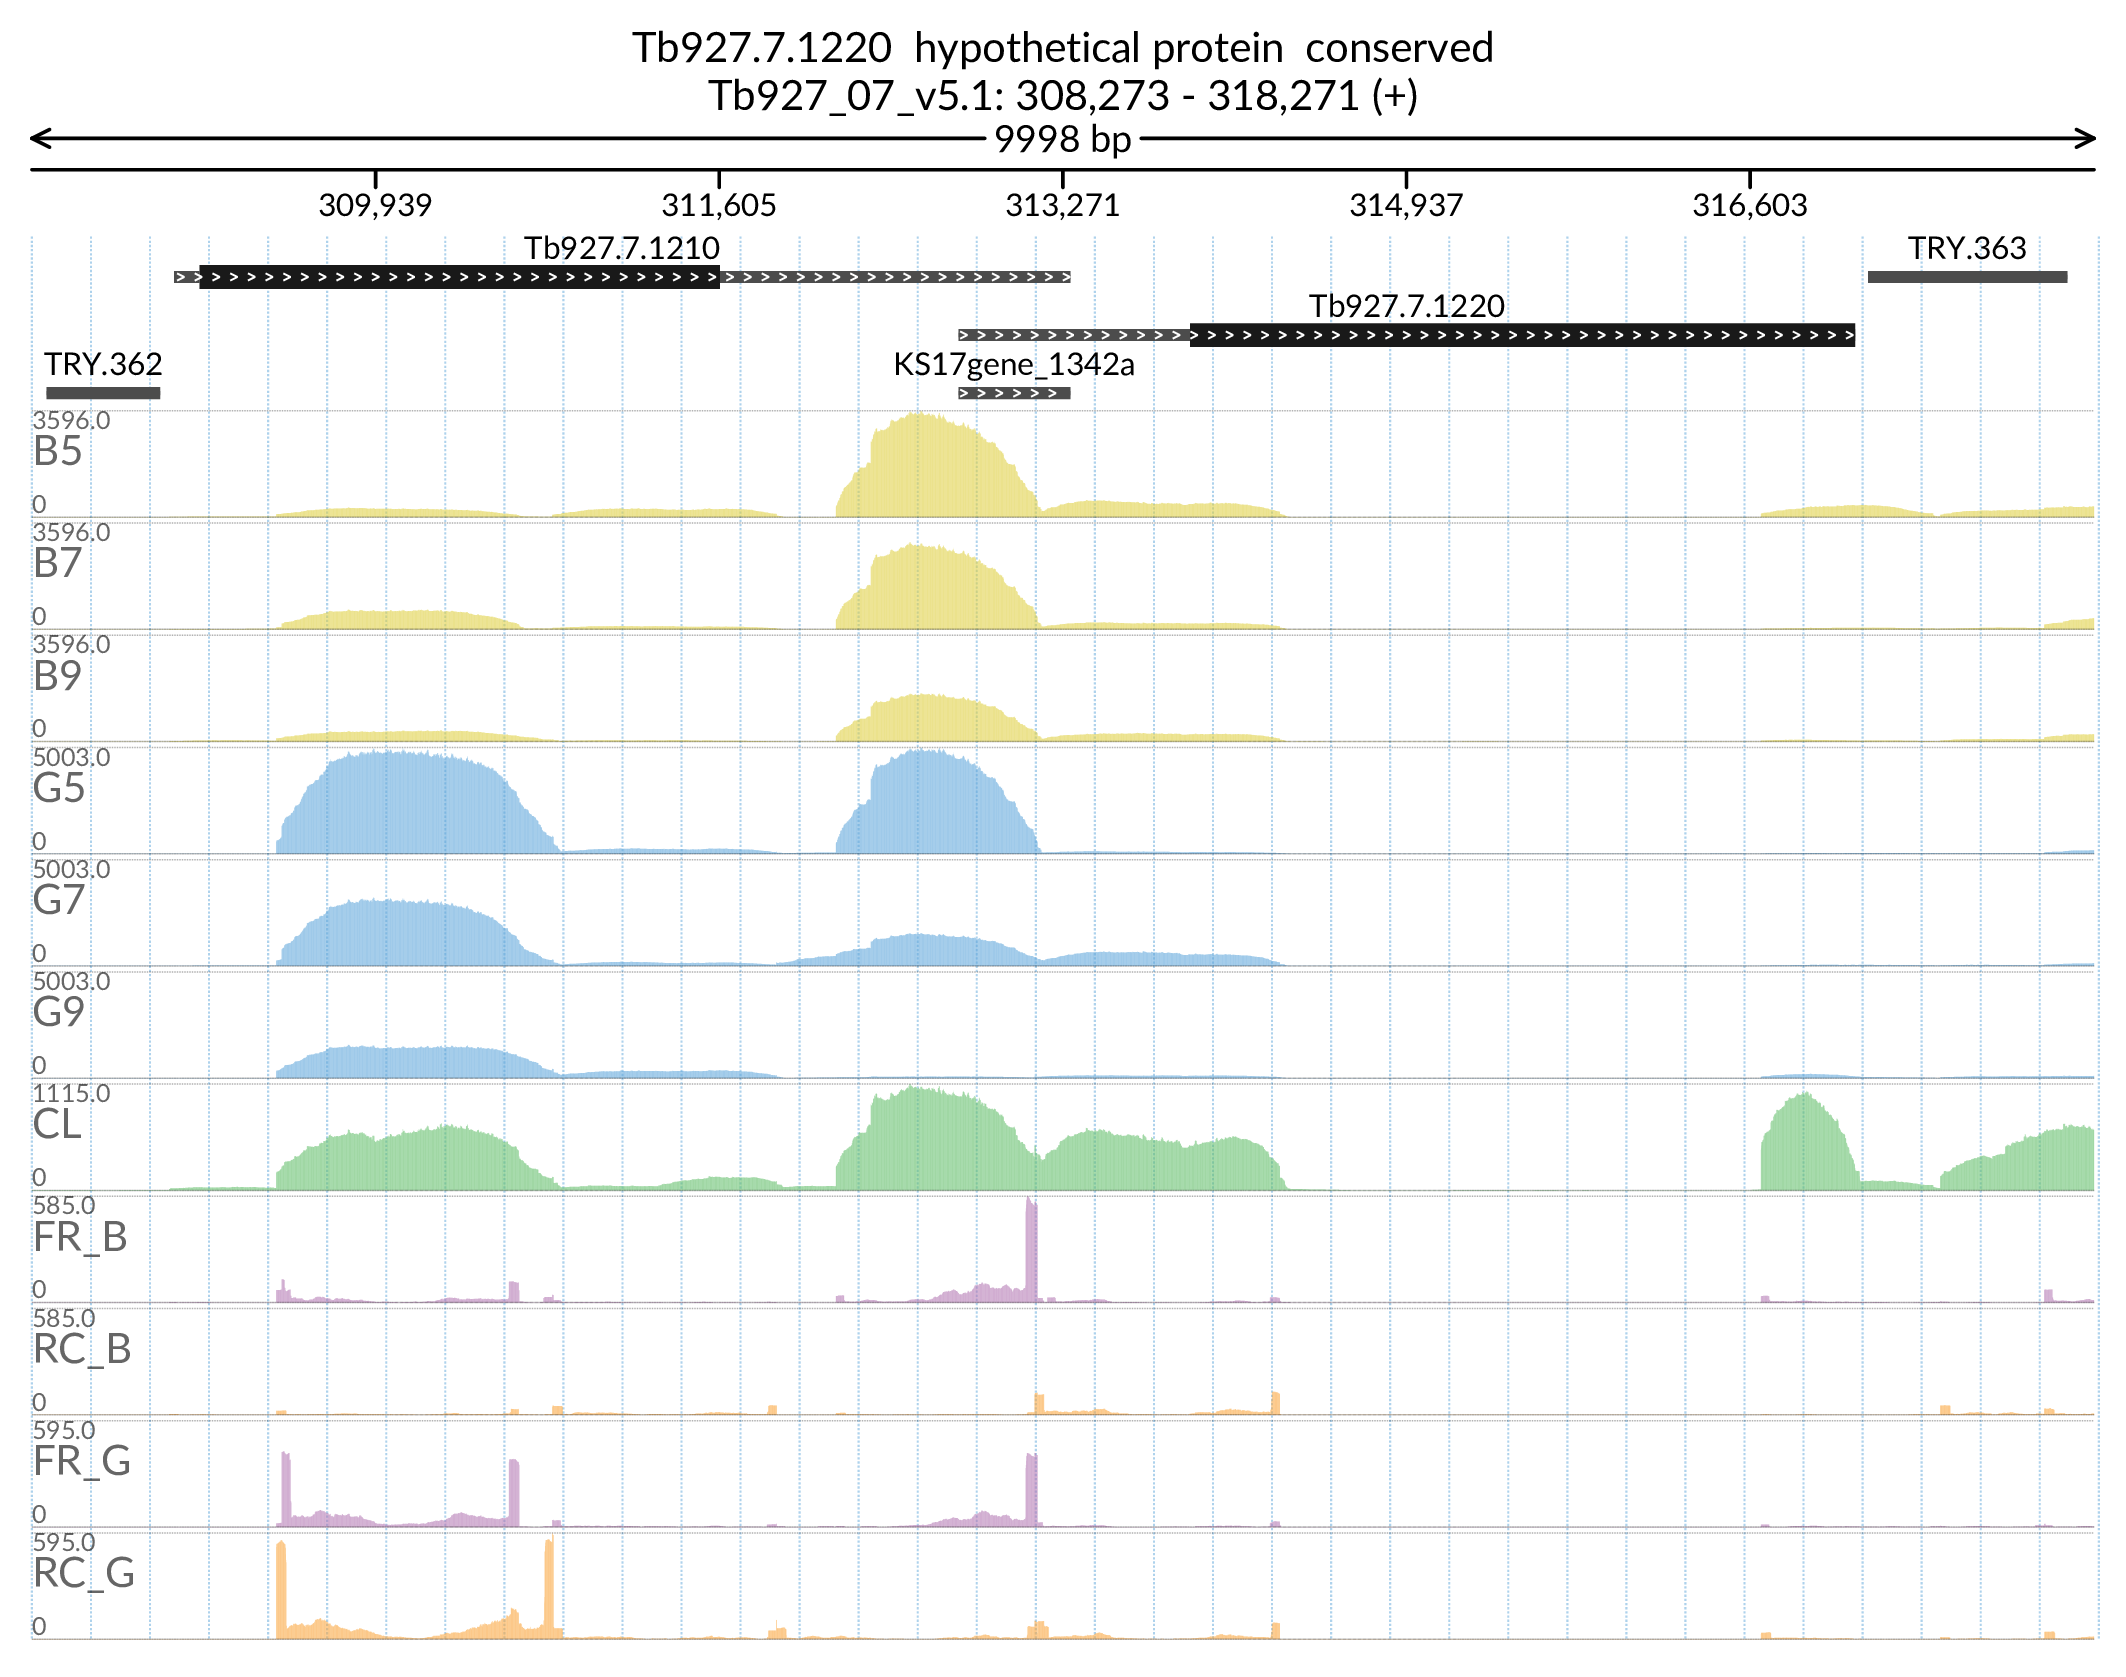 Tb927.7.1220  hypothetical protein  conserved
Tb927_07_v5.1: 308,273 - 318,271 (+)
9998 bp
309,939 311,605 313,271 314,937 316,603
Tb927.7.1210 TRY.363
Tb927.7.1220
TRY.362 KS17gene_1342a
3596.0
B5
0
3596.0
B7
0
3596.0
B9
0
5003.0
G5
0
5003.0
G7
0
5003.0
G9
0
1115.0
CL
0
585.0
FR_B
0
585.0
RC_B
0
595.0
FR_G
0
595.0
RC_G
0